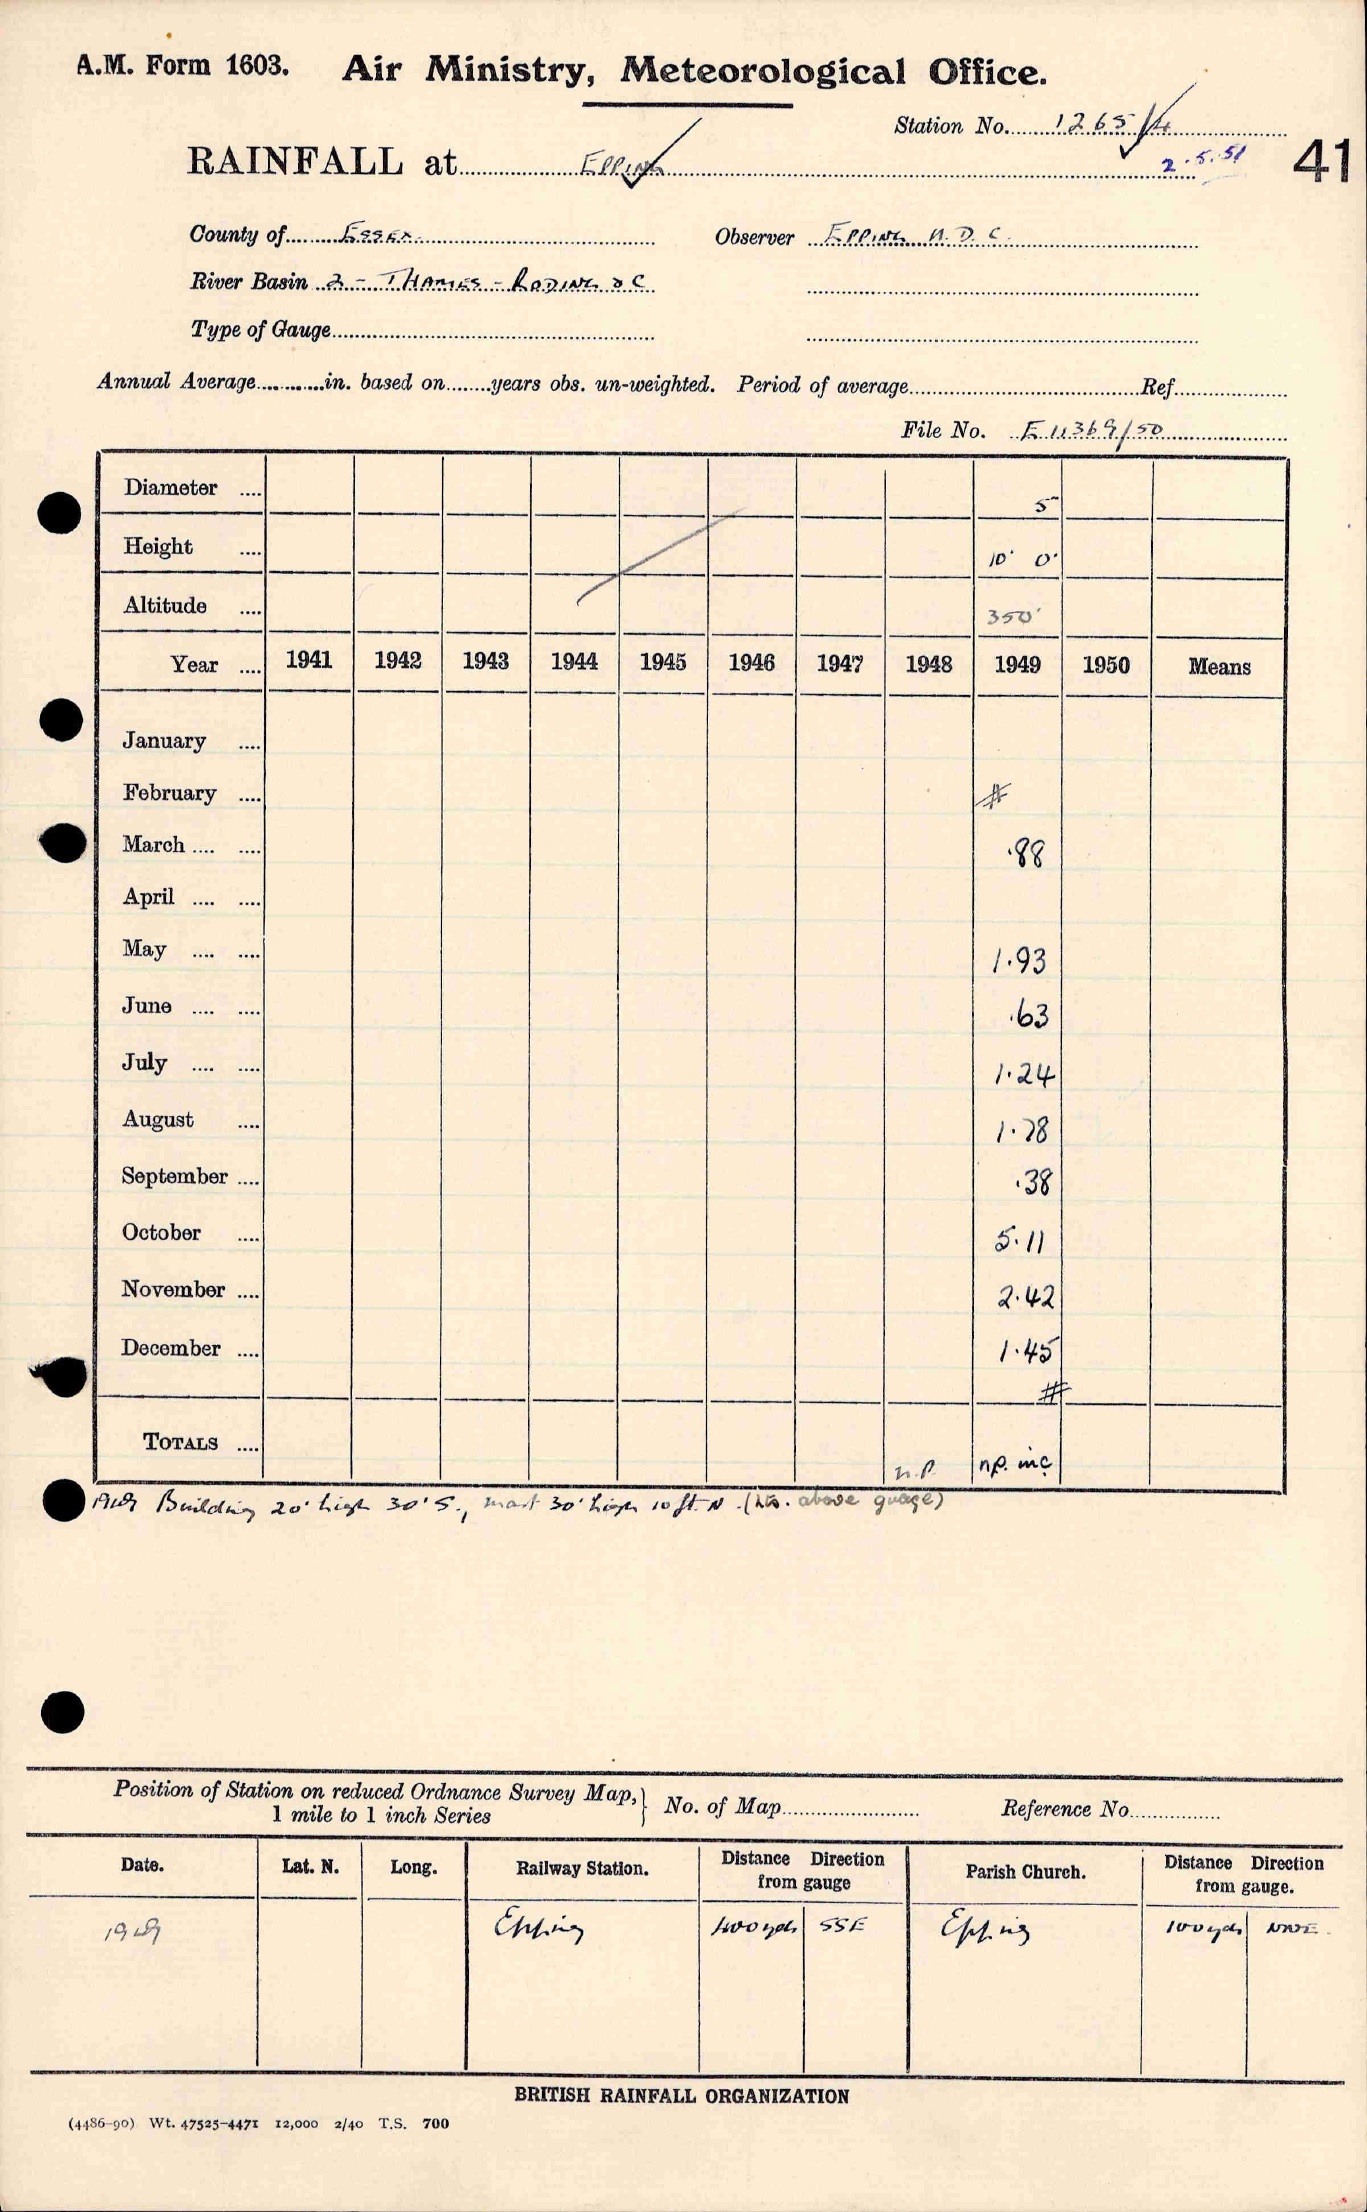 A.M. Form 1603. Air Ministry, Meteorological Office.
Station No. 1265/4
RAINFALL at EPPING 2.5.51 41
County of ESSEX. Observer EPPING U.D.C.
River Basin 2 - THAMES - RODING &C
Type of Gauge
Annual Average in. based on years obs. un-weighted. Period of average Ref.
File No. E 11369/50
Diameter .... 5"
Height .... 10' 0"
Altitude .... 350'
Year .... 1941 1942 1943 1944 1945 1946 1947 1948 1949 1950 Means
January ....
February .... #
March .... .... .88
April .... ....
May .... .... 1.93
June .... .... .63
July .... .... 1.24
August .... 1.78
September .... .38
October .... 5.11
November .... 2.42
December .... 1.45
#
TOTALS .... n.P. n.p. inc
1949 Building 20' high 30' S., mast 30' high 10 ft. N. (hts. above guage)
Position of Station on reduced Ordnance Survey Map, 1 mile to 1 inch Series } No. of Map Reference No.
Date. Lat. N. Long. Railway Station. Distance Direction from gauge Parish Church. Distance Direction from gauge.
1949 Epping 400 yds SSE Epping 100 yds NNE.
BRITISH RAINFALL ORGANIZATION
(4486-90) Wt. 47525-4471 12,000 2/40 T.S. 700